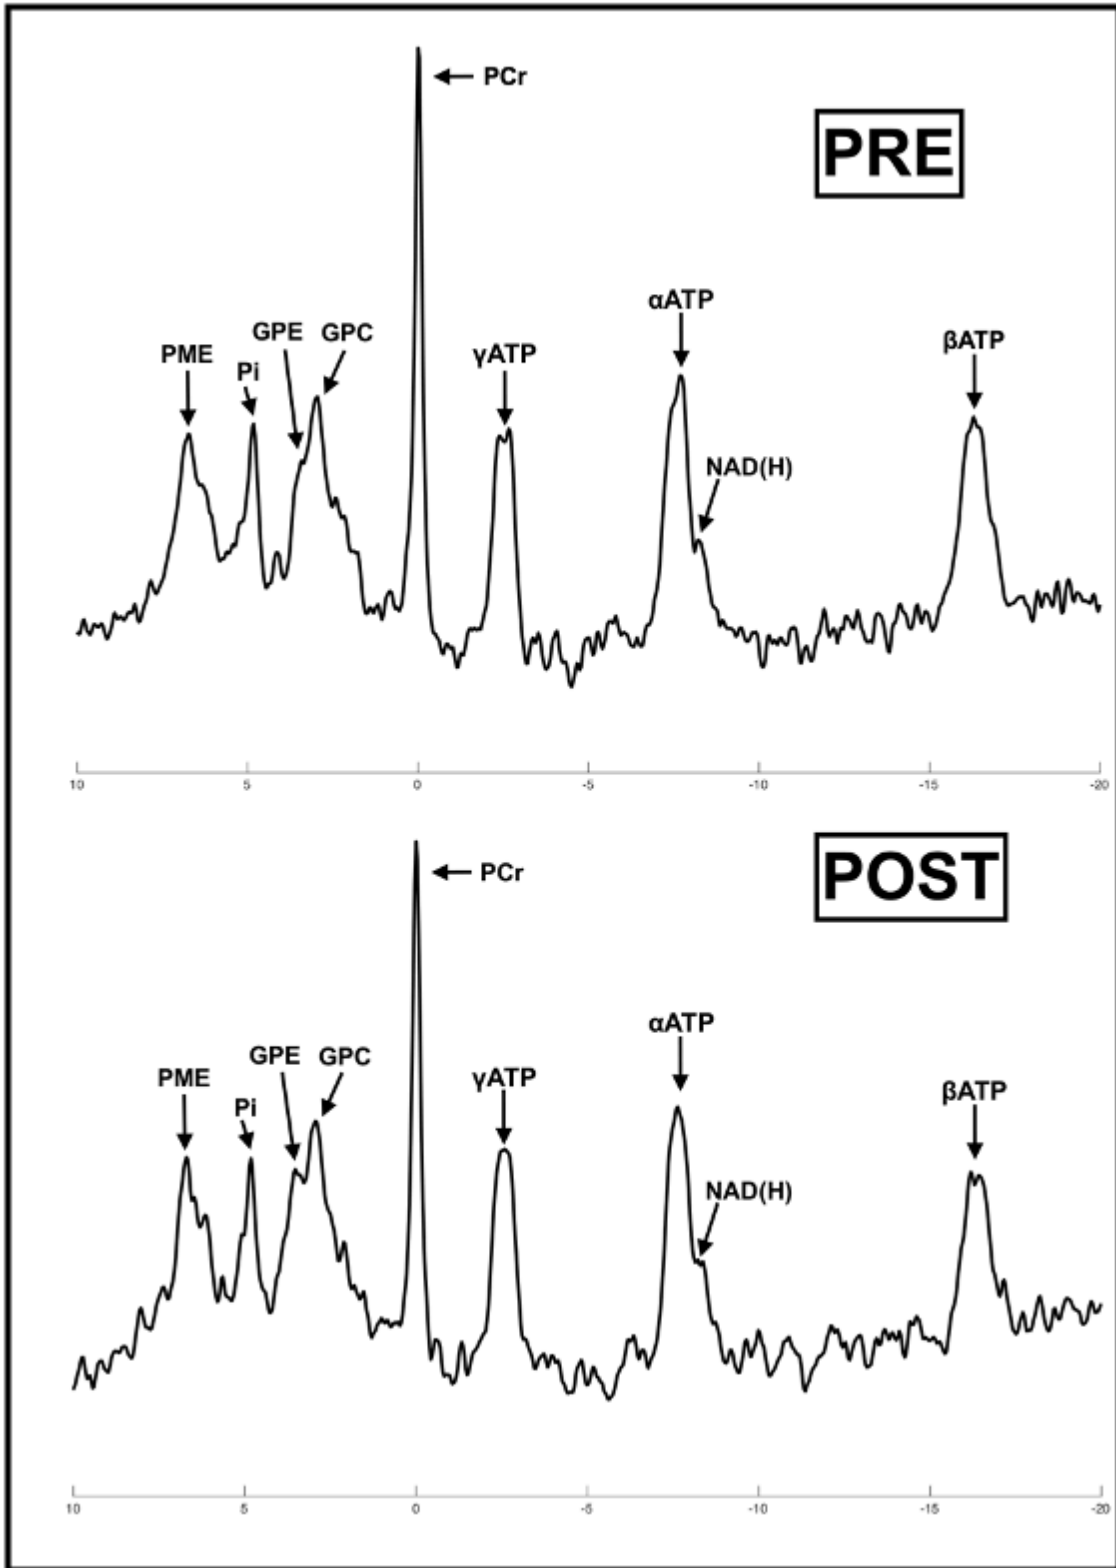 PCr
PRE
αATP
GPE
GPC
βATP
PME
γATP
Pi
NAD(H)
10
5
0
-5
-10
-15
-20
PCr
POST
αATP
GPE
GPC
PME
γATP
βATP
Pi
NAD(H)
10
5
0
-5
-10
-15
-20